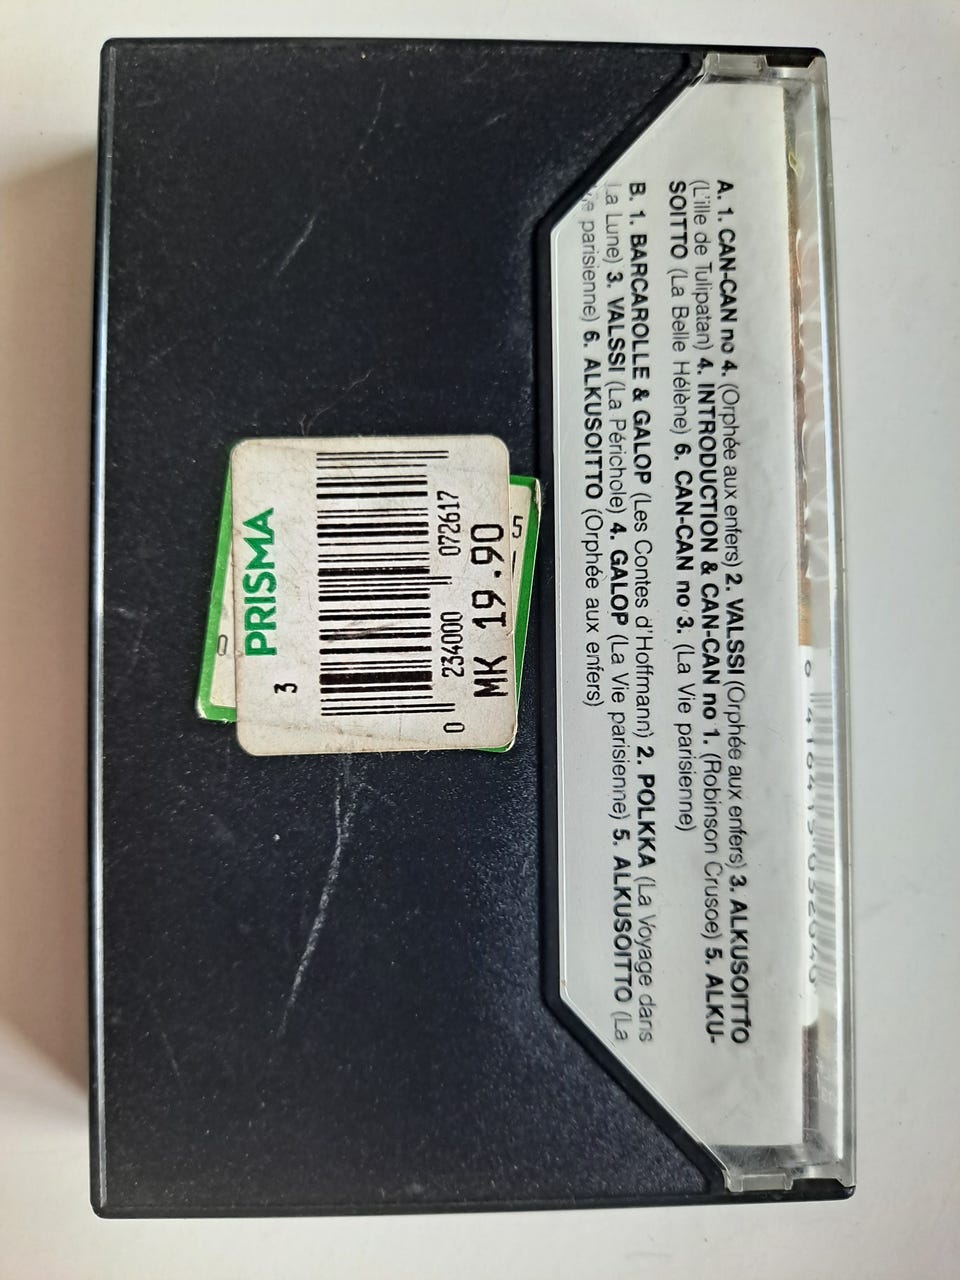 A. 1. CAN-CAN no 4. (Orphée aux enfers) 2. VALSSI (Orphée aux enfers) 3. ALKUSOITTO
(L'ille de Tulipatan) 4. INTRODUCTION & CAN-CAN no 1. (Robinson Crusoe) 5. ALKU-
SOITTO (La Belle Hélène) 6. CAN-CAN no 3. (La Vie parisienne)
B. 1. BARCAROLLE & GALOP (Les Contes d'Hoffmann) 2. POLKKA (La Voyage dans
La Lune) 3. VALSSI (La Périchole) 4. GALOP (La Vie parisienne) 5. ALKUSOITTO (La
Vie parisienne) 6. ALKUSOITTO (Orphée aux enfers)
MK 19.90
0 234000 072617
3
PRISMA
5
0